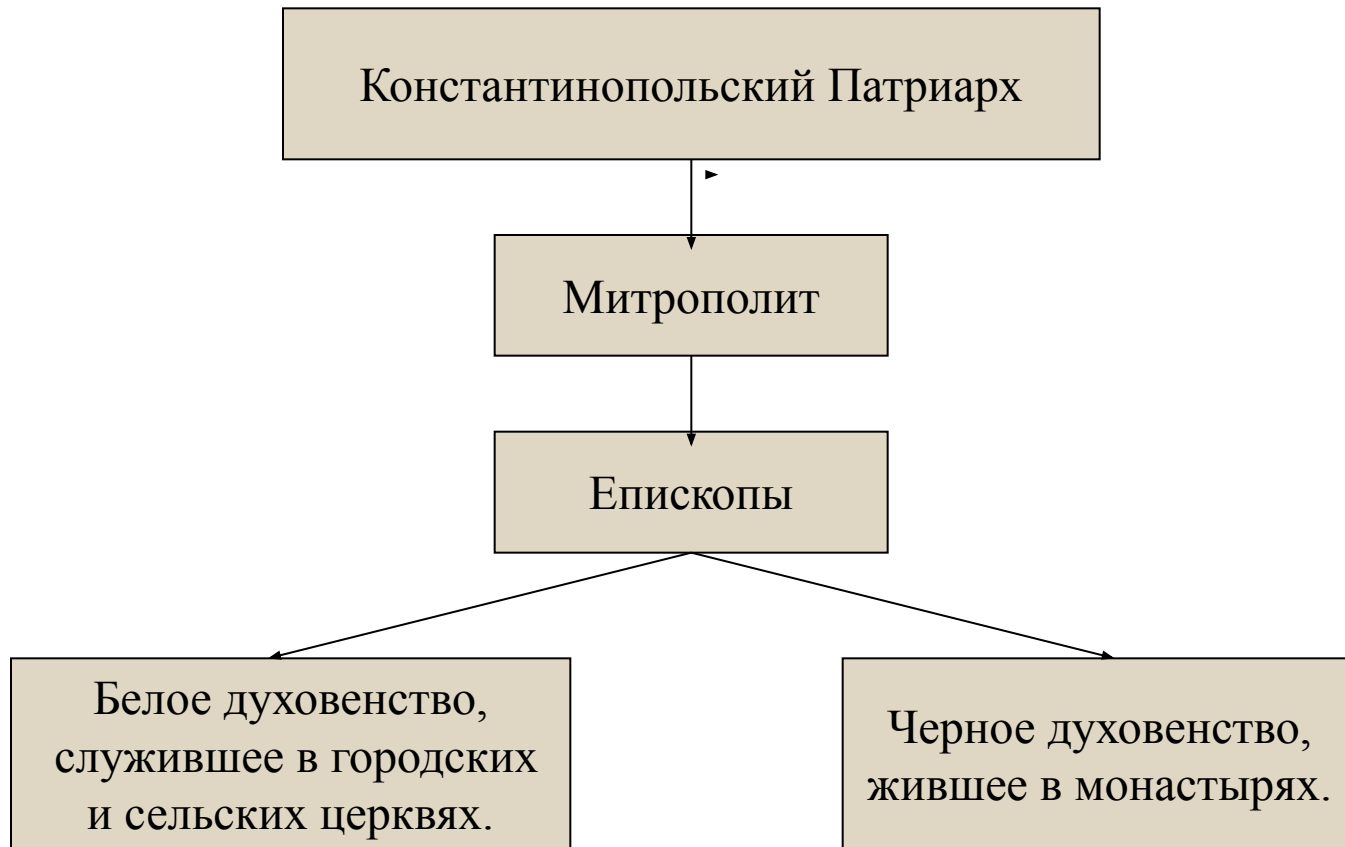 Константинопольский Патриарх
Митрополит
Епископы
Белое духовенство,
служившее в городских
и сельских церквях.
Черное духовенство,
жившее в монастырях.